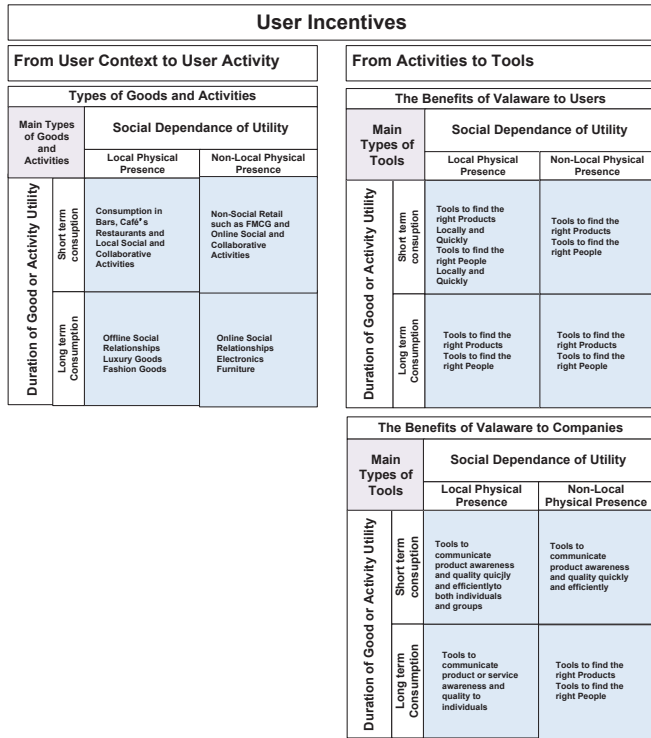 User Incentives
From User Context to User Activity
Types of Goods and Activities
Main Types
of Goods
and
Activities
Social Dependance of Utility
Local Physical
Presence
Non-Local Physical
Presence
Duration of Good or Activity Utility
Short term
consuption
Consumption in
Bars, Café's
Restaurants and
Local Social and
Collaborative
Activities
Non-Social Retail
such as FMCG and
Online Social and
Collaborative
Activities
Long term
Consumption
Offline Social
Relationships
Luxury Goods
Fashion Goods
Online Social
Relationships
Electronics
Furniture
From Activities to Tools
The Benefits of Valaware to Users
Main
Types of
Tools
Social Dependance of Utility
Local Physical
Presence
Non-Local Physical
Presence
Duration of Good or Activity Utility
Short term
consuption
Tools to find the
right Products
Locally and
Quickly
Tools to find the
right People
Locally and
Quickly
Tools to find the
right Products
Tools to find the
right People
Long term
Consumption
Tools to find the
right Products
Tools to find the
right People
Tools to find the
right Products
Tools to find the
right People
The Benefits of Valaware to Companies
Main
Types of
Tools
Social Dependance of Utility
Local Physical
Presence
Non-Local
Physical Presence
Duration of Good or Activity Utility
Short term
consuption
Tools to
communicate
product awareness
and quality quicjly
and efficientlyto
both individuals
and groups
Tools to
communicate
product awareness
and quality quickly
and efficiently
Long term
Consumption
Tools to
communicate
product or service
awareness and
quality to
individuals
Tools to find the
right Products
Tools to find the
right People